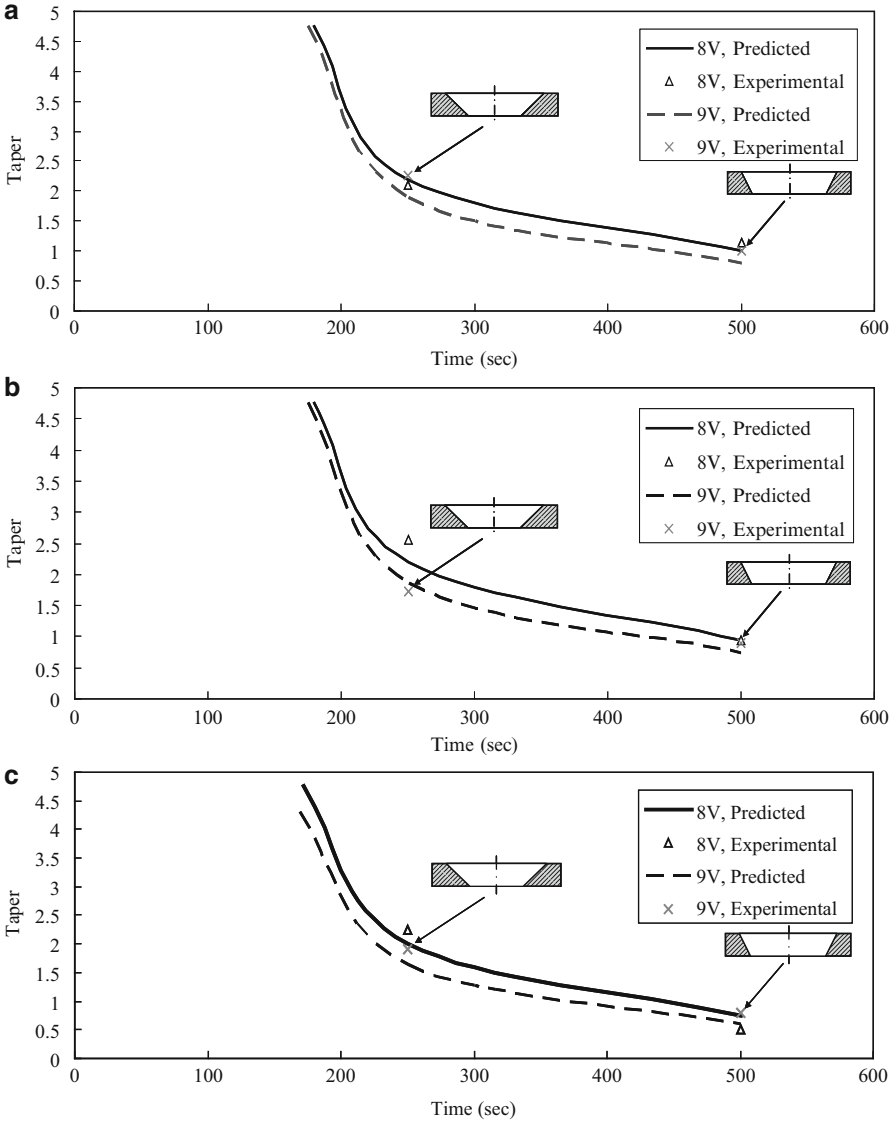 a
5
4.5
4
3.5
3
2.5
2
1.5
1
0.5
0
Taper
0 100 200 300 400 500 600
Time (sec)
8V, Predicted
8V, Experimental
9V, Predicted
9V, Experimental
b
5
4.5
4
3.5
3
2.5
2
1.5
1
0.5
0
Taper
0 100 200 300 400 500 600
Time (sec)
8V, Predicted
8V, Experimental
9V, Predicted
9V, Experimental
c
5
4.5
4
3.5
3
2.5
2
1.5
1
0.5
0
Taper
0 100 200 300 400 500 600
Time (sec)
8V, Predicted
8V, Experimental
9V, Predicted
9V, Experimental